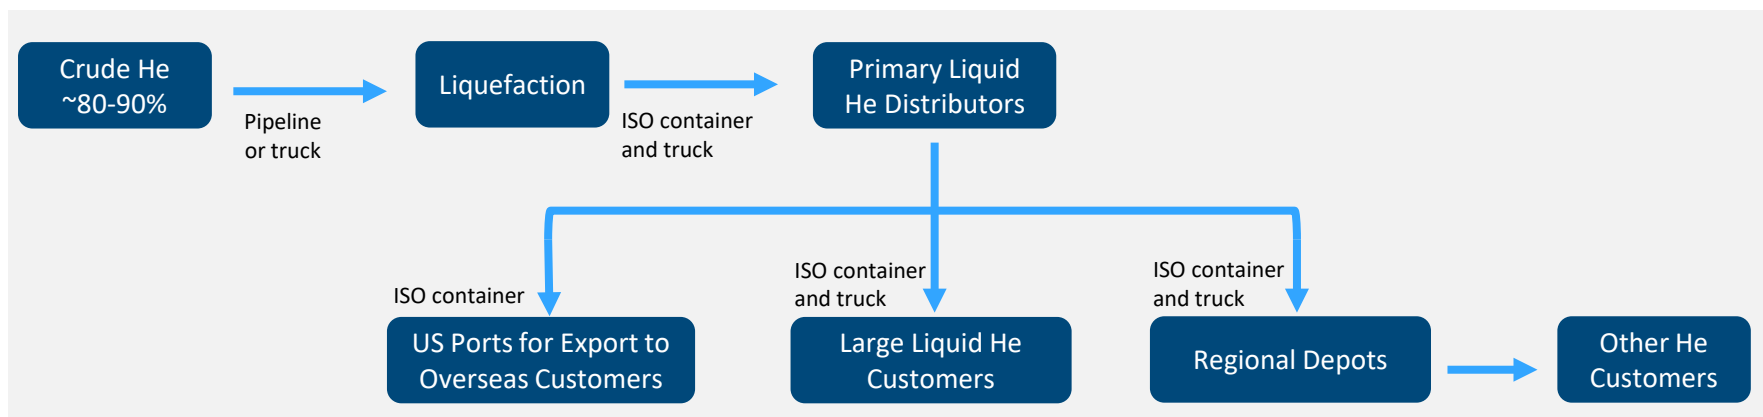 Crude He
~80-90%
Pipeline
or truck
Liquefaction
ISO container
and truck
Primary Liquid
He Distributors
ISO container
US Ports for Export to
Overseas Customers
ISO container
and truck
Large Liquid He
Customers
ISO container
and truck
Regional Depots
Other He
Customers